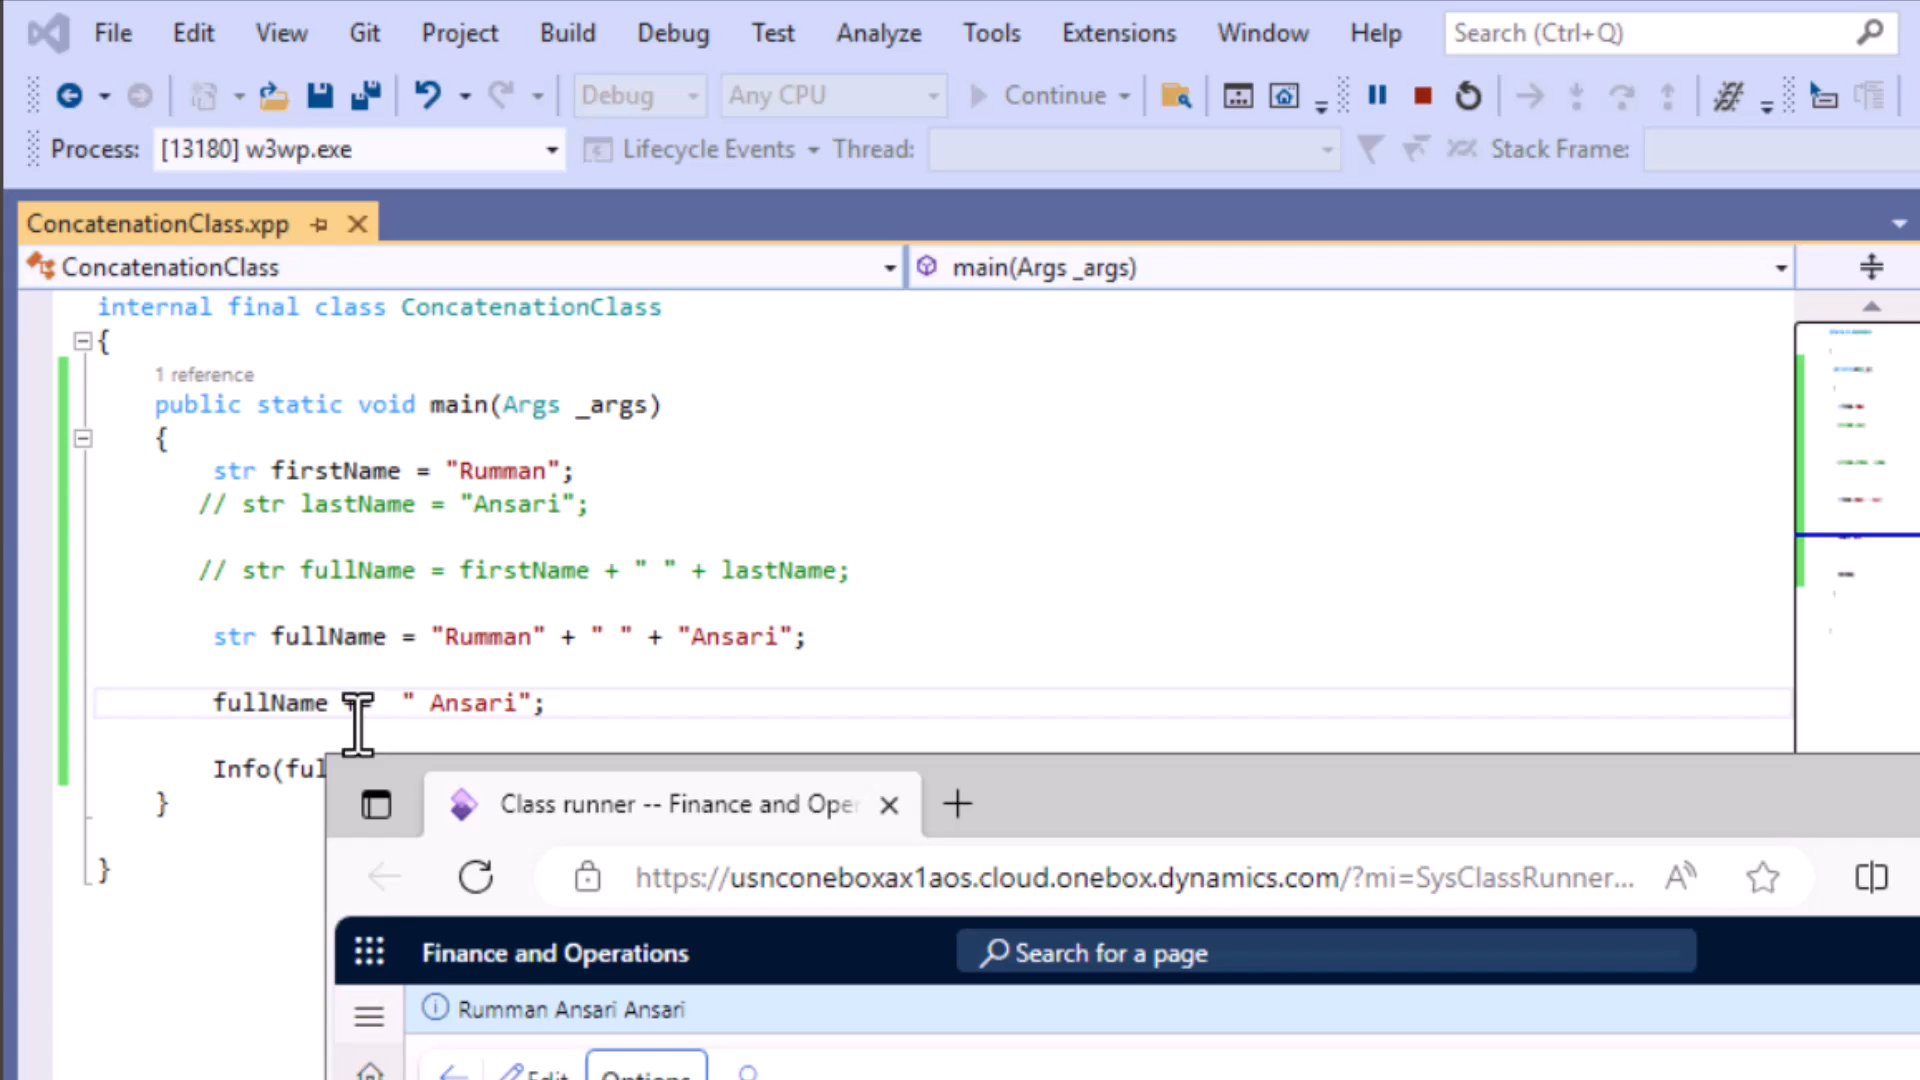 File Edit View Git Project Build Debug Test Analyze Tools Extensions Window Help Search (Ctrl+Q)
Debug Any CPU Continue
Process: [13180] w3wp.exe Lifecycle Events Thread: Stack Frame:
ConcatenationClass.xpp
ConcatenationClass main(Args _args)
internal final class ConcatenationClass
{
1 reference
public static void main(Args _args)
{
str firstName = "Rumman";
// str lastName = "Ansari";
// str fullName = firstName + " " + lastName;
str fullName = "Rumman" + " " + "Ansari";
fullName " Ansari";
Info(ful
}
}
Class runner -- Finance and Oper
https://usnconeboxax1aos.cloud.onebox.dynamics.com/?mi=SysClassRunner...
Finance and Operations Search for a page
Rumman Ansari Ansari
Edit Options